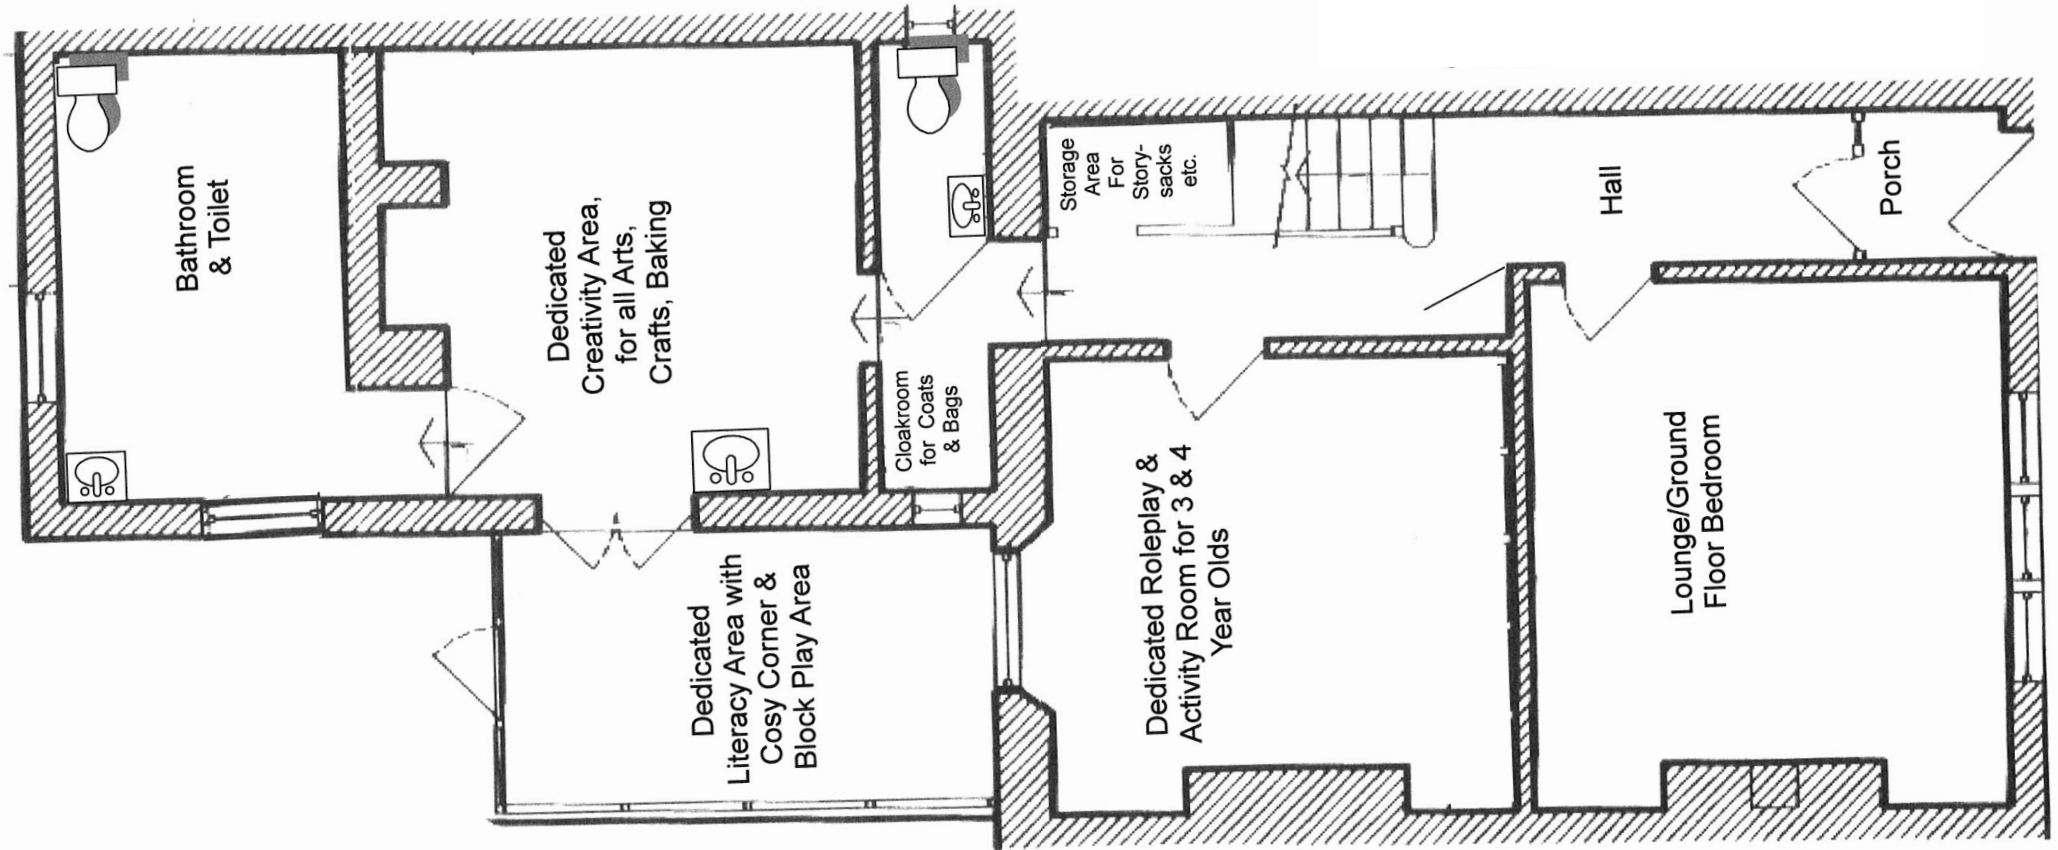 Bathroom
& Toilet
Dedicated
Creativity Area,
for all Arts,
Crafts, Baking
Cloakroom
for Coats
& Bags
Storage
Area
For
Story-
sacks
etc.
Hall
Porch
Dedicated
Literacy Area with
Cosy Corner &
Block Play Area
Dedicated Roleplay &
Activity Room for 3 & 4
Year Olds
Lounge/Ground
Floor Bedroom